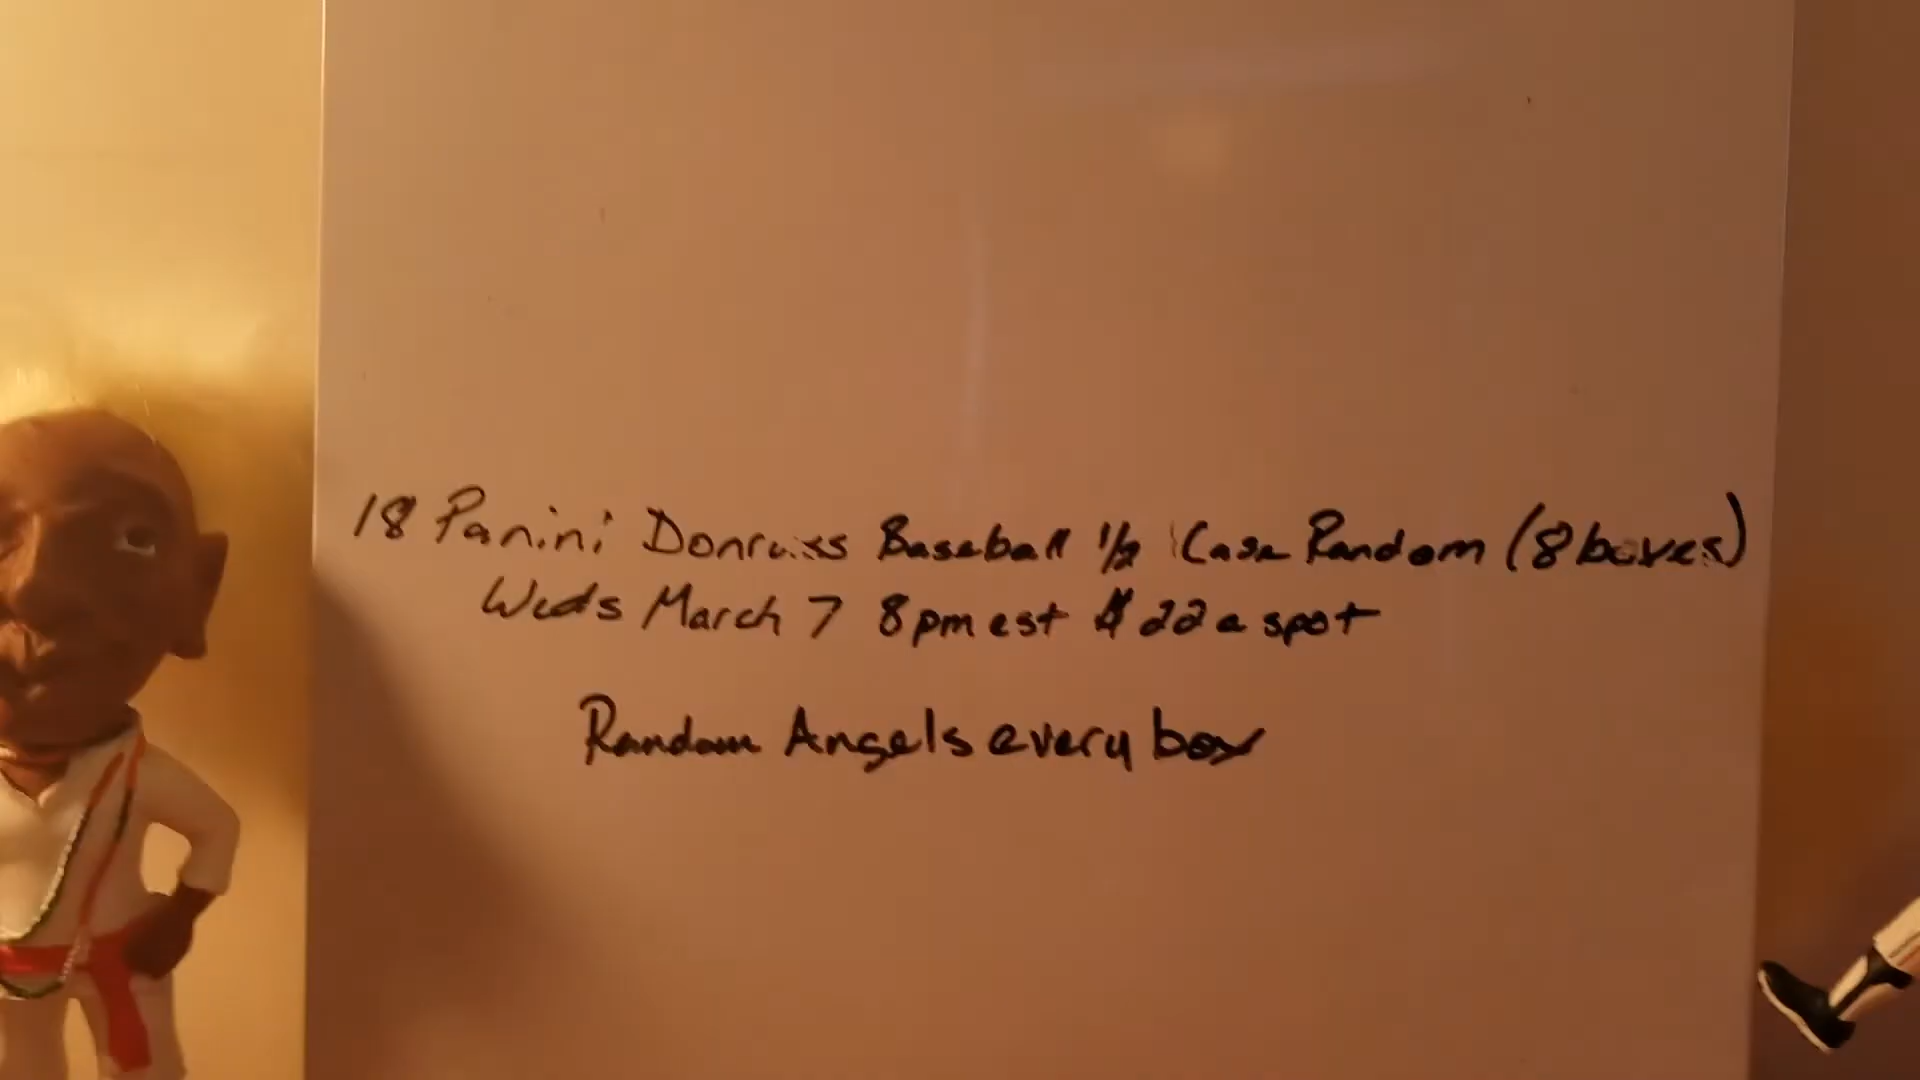 18 Panini Donruss Baseball 1/2 Case Random (8 boxes)
Weds March 7 8pm est $22 a spot
Random Angels every box